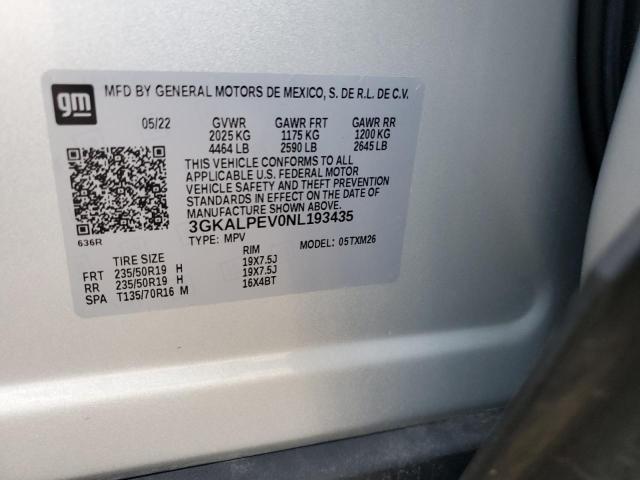 gm
MFD BY GENERAL MOTORS DE MEXICO, S. DE R.L. DE C.V.
05/22 GVWR GAWR FRT GAWR RR
2025 KG 1175 KG 1200 KG
4464 LB 2590 LB 2645 LB
THIS VEHICLE CONFORMS TO ALL
APPLICABLE U.S. FEDERAL MOTOR
VEHICLE SAFETY AND THEFT PREVENTION
STANDARDS IN EFFECT ON THE DATE OF
MANUFACTURE SHOWN ABOVE.
3GKALPEV0NL193435
636R TYPE: MPV MODEL: 05TXM26
TIRE SIZE RIM
FRT 235/50R19 H 19X7.5J
RR 235/50R19 H 19X7.5J
SPA T135/70R16 M 16X4BT